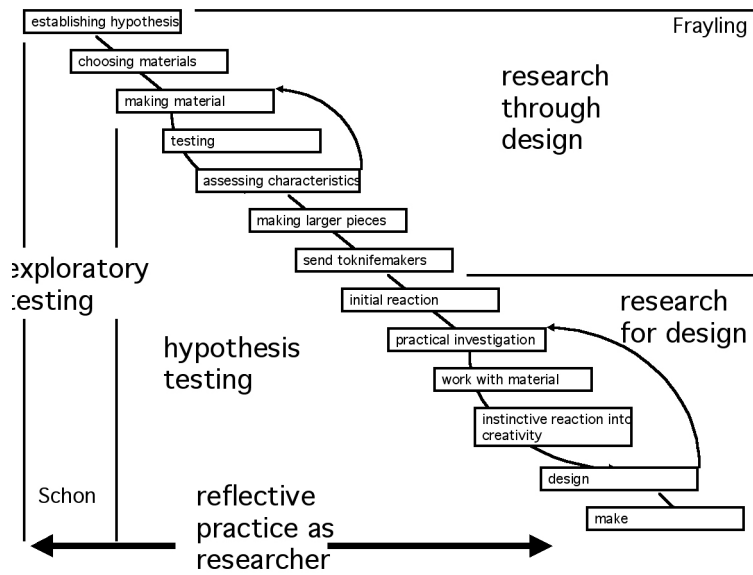 establishing hypothesis
Frayling
choosing materials
research
through
design
making material
testing
assessing characteristics
making larger pieces
send toknifemakers
exploratory
testing
initial reaction
research
for design
practical investigation
hypothesis
testing
work with material
instinctive reaction into
creativity
design
Schon
reflective
practice as
researcher
make